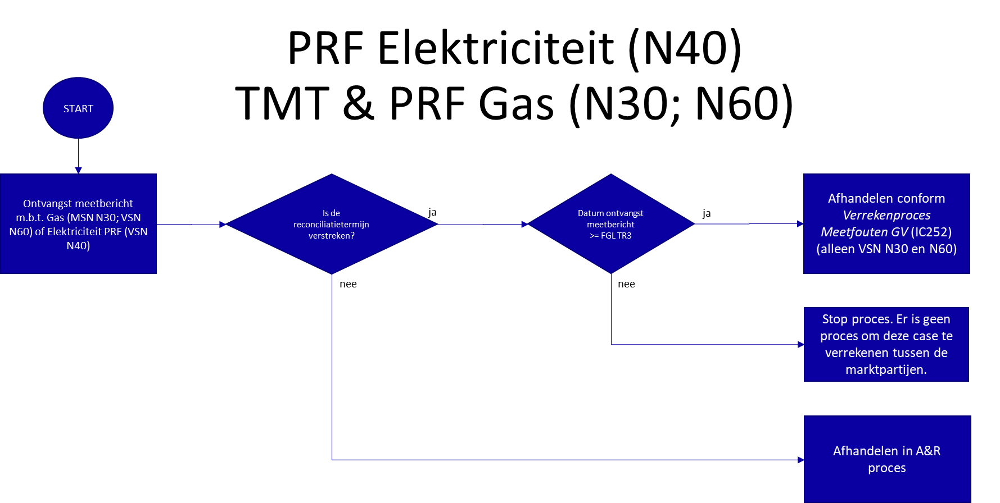 PRF Elektriciteit (N40)
TMT & PRF Gas (N30; N60)
START
Ontvangst meetbericht
m.b.t. Gas (MSN N30; VSN
N60) of Elektriciteit PRF (VSN
N40)
Is de
reconciliatietermijn
verstreken?
ja
nee
Datum ontvangst
meetbericht
>= FGL TR3
ja
nee
Afhandelen conform
Verrekenproces
Meetfouten GV (IC252)
(alleen VSN N30 en N60)
Stop proces. Er is geen
proces om deze case te
verrekenen tussen de
marktpartijen.
Afhandelen in A&R
proces